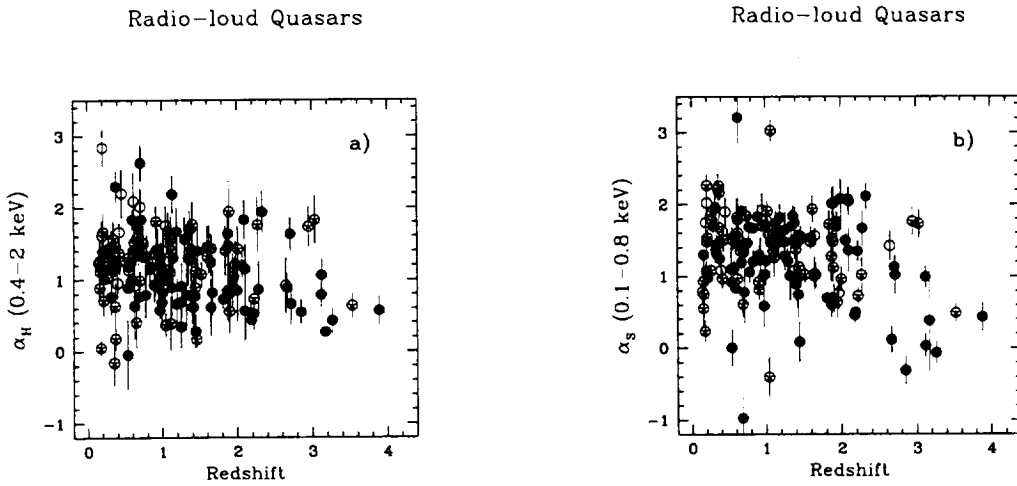 Radio-loud Quasars
a)
3
2
1
0
-1
α_H (0.4-2 keV)
0 1 2 3 4
Redshift
Radio-loud Quasars
b)
3
2
1
0
-1
α_S (0.1-0.8 keV)
0 1 2 3 4
Redshift